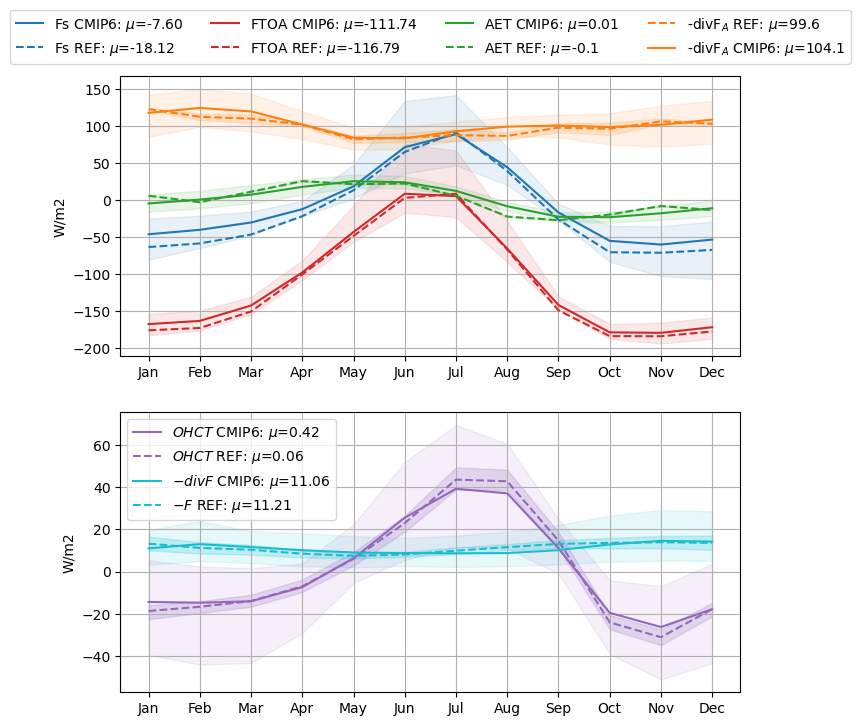 Fs CMIP6: μ=-7.60 FTOA CMIP6: μ=-111.74 AET CMIP6: μ=0.01 -divF_A REF: μ=99.6
Fs REF: μ=-18.12 FTOA REF: μ=-116.79 AET REF: μ=-0.1 -divF_A CMIP6: μ=104.1
150
100
50
0
−50
−100
−150
−200
W/m2
Jan Feb Mar Apr May Jun Jul Aug Sep Oct Nov Dec
OHCT CMIP6: μ=0.42
OHCT REF: μ=0.06
−divF CMIP6: μ=11.06
−F REF: μ=11.21
60
40
20
0
−20
−40
W/m2
Jan Feb Mar Apr May Jun Jul Aug Sep Oct Nov Dec